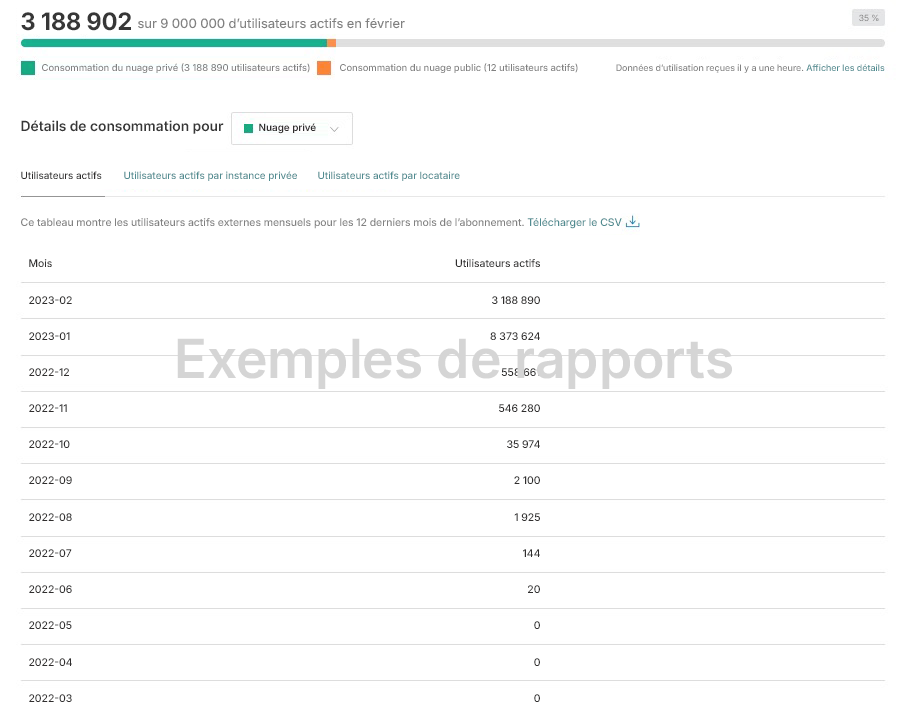 3 188 902 sur 9 000 000 d’utilisateurs actifs en février
35 %
Consommation du nuage privé (3 188 890 utilisateurs actifs)
Consommation du nuage public (12 utilisateurs actifs)
Données d’utilisation reçues il y a une heure. Afficher les détails
Détails de consommation pour
Nuage privé
Utilisateurs actifs
Utilisateurs actifs par instance privée
Utilisateurs actifs par locataire
Ce tableau montre les utilisateurs actifs externes mensuels pour les 12 derniers mois de l’abonnement. Télécharger le CSV
Mois Utilisateurs actifs
2023-02 3 188 890
2023-01 8 373 624
Exemples de rapports
2022-12
2022-11 546 280
2022-10 35 974
2022-09 2 100
2022-08 1 925
2022-07 144
2022-06 20
2022-05 0
2022-04 0
2022-03 0